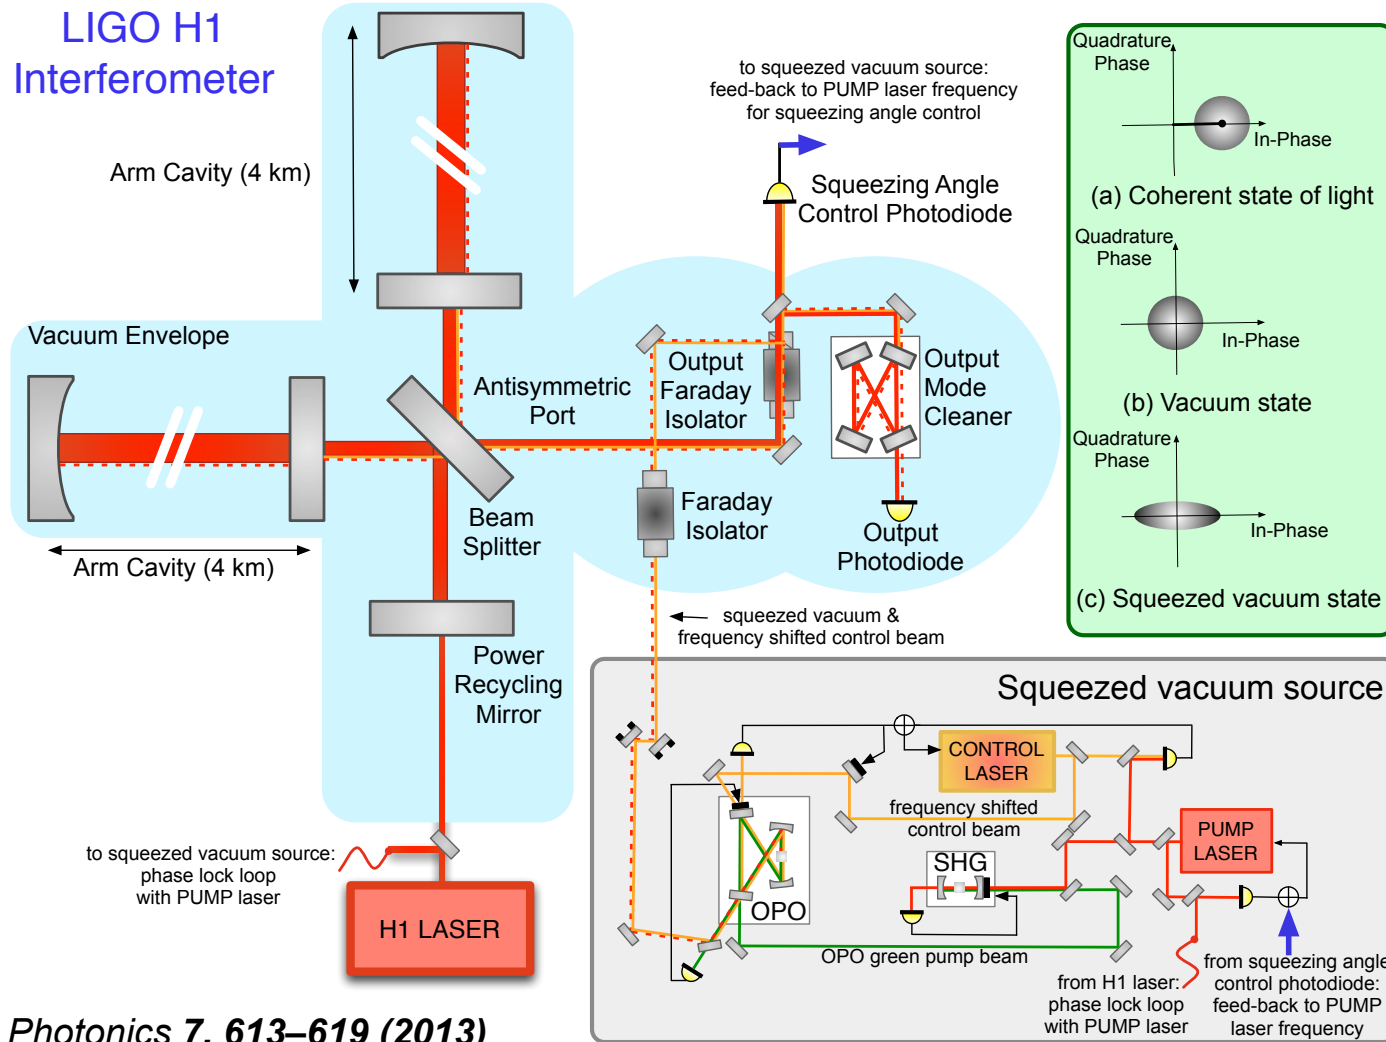 LIGO H1
Interferometer
Arm Cavity (4 km)
Vacuum Envelope
Arm Cavity (4 km)
Antisymmetric
Port
Beam
Splitter
Power
Recycling
Mirror
to squeezed vacuum source:
phase lock loop
with PUMP laser
H1 LASER
to squeezed vacuum source:
feed-back to PUMP laser frequency
for squeezing angle control
Squeezing Angle
Control Photodiode
Output
Faraday
Isolator
Output
Mode
Cleaner
Faraday
Isolator
Output
Photodiode
squeezed vacuum &
frequency shifted control beam
Quadrature
Phase
In-Phase
(a) Coherent state of light
Quadrature
Phase
In-Phase
(b) Vacuum state
Quadrature
Phase
In-Phase
(c) Squeezed vacuum state
Squeezed vacuum source
CONTROL
LASER
frequency shifted
control beam
PUMP
LASER
SHG
OPO
OPO green pump beam
from H1 laser:
phase lock loop
with PUMP laser
from squeezing angle
control photodiode:
feed-back to PUMP
laser frequency
Photonics 7, 613–619 (2013)